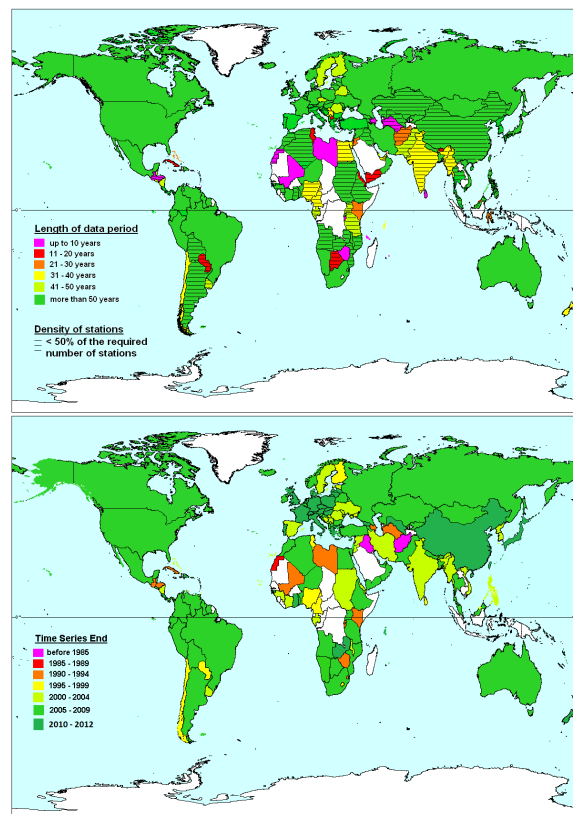 0°
Length of data period
up to 10 years
11 - 20 years
21 - 30 years
31 - 40 years
41 - 50 years
more than 50 years
Density of stations
< 50% of the required
number of stations
0°
Time Series End
before 1985
1985 - 1989
1990 - 1994
1995 - 1999
2000 - 2004
2005 - 2009
2010 - 2012